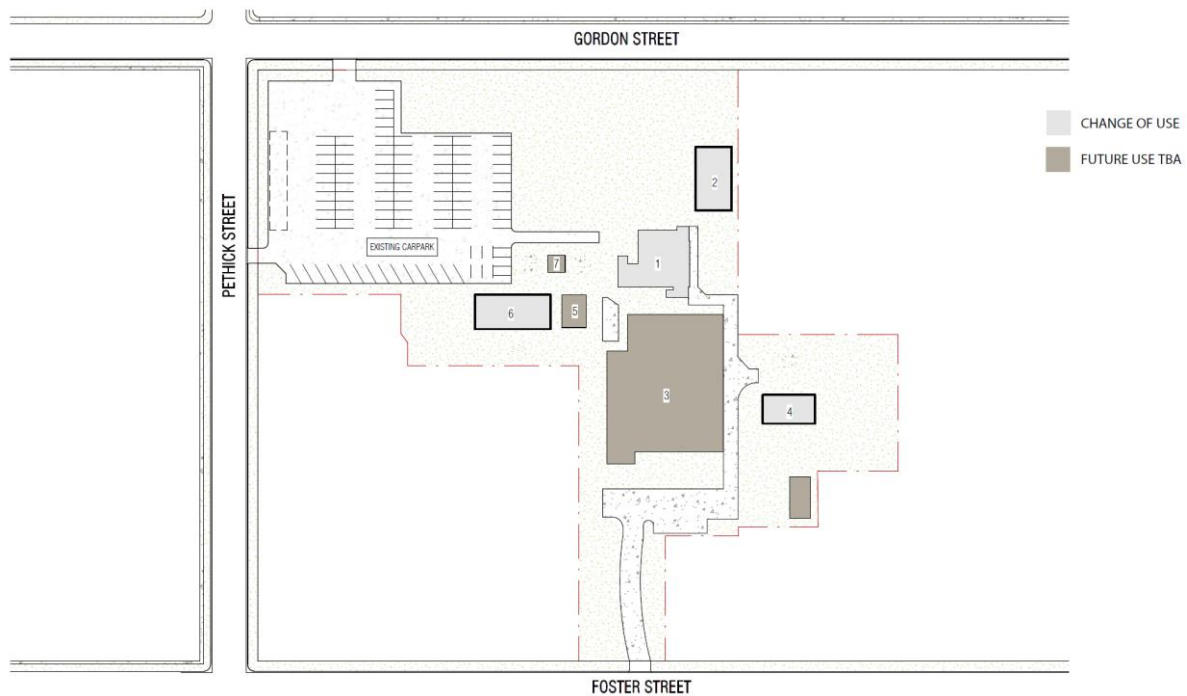 GORDON STREET
CHANGE OF USE
FUTURE USE TBA
2
PETHICK STREET
EXISTING CARPARK
7
1
6
5
3
4
FOSTER STREET